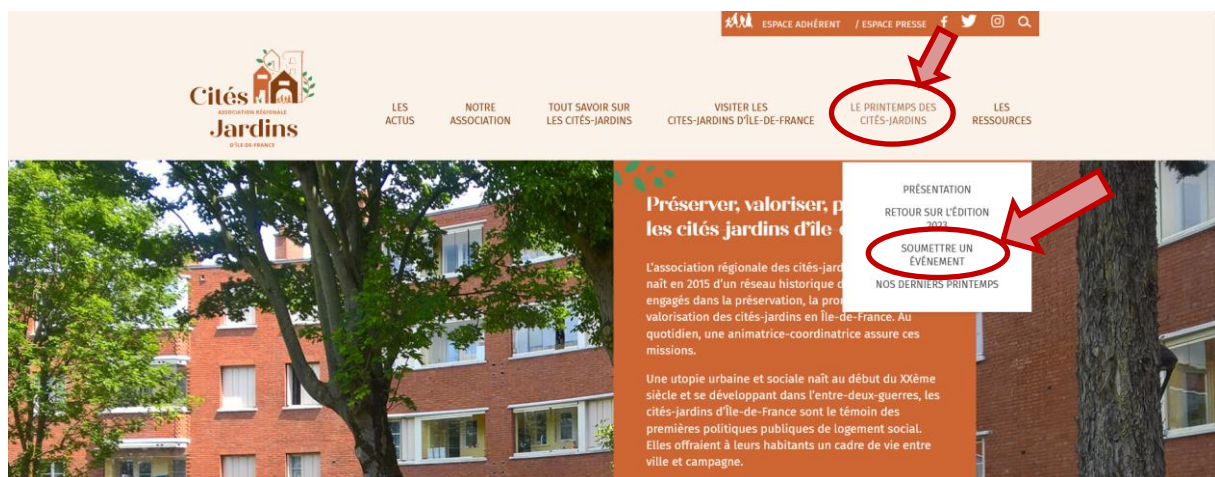 ESPACE ADHÉRENT / ESPACE PRESSE
Cités
ASSOCIATION RÉGIONALE
Jardins
D'ÎLE-DE-FRANCE
LES
ACTUS
NOTRE
ASSOCIATION
TOUT SAVOIR SUR
LES CITÉS-JARDINS
VISITER LES
CITES-JARDINS D'ÎLE-DE-FRANCE
LE PRINTEMPS DES
CITÉS-JARDINS
LES
RESSOURCES
PRÉSENTATION
RETOUR SUR L'ÉDITION
2023
SOUMETTRE UN
ÉVÉNEMENT
NOS DERNIERS PRINTEMPS
Préserver, valoriser, p
les cités jardins d'île-
L'association régionale des cités-jard
naît en 2015 d'un réseau historique d
engagés dans la préservation, la pro
valorisation des cités-jardins en Île-de-France. Au
quotidien, une animatrice-coordinatrice assure ces
missions.
Une utopie urbaine et sociale naît au début du XXème
siècle et se développant dans l'entre-deux-guerres, les
cités-jardins d'Île-de-France sont le témoin des
premières politiques publiques de logement social.
Elles offraient à leurs habitants un cadre de vie entre
ville et campagne.